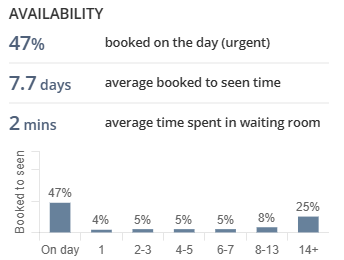 AVAILABILITY
47% booked on the day (urgent)
7.7 days average booked to seen time
2 mins average time spent in waiting room
Booked to seen
47% 4% 5% 5% 5% 8% 25%
On day 1 2-3 4-5 6-7 8-13 14+